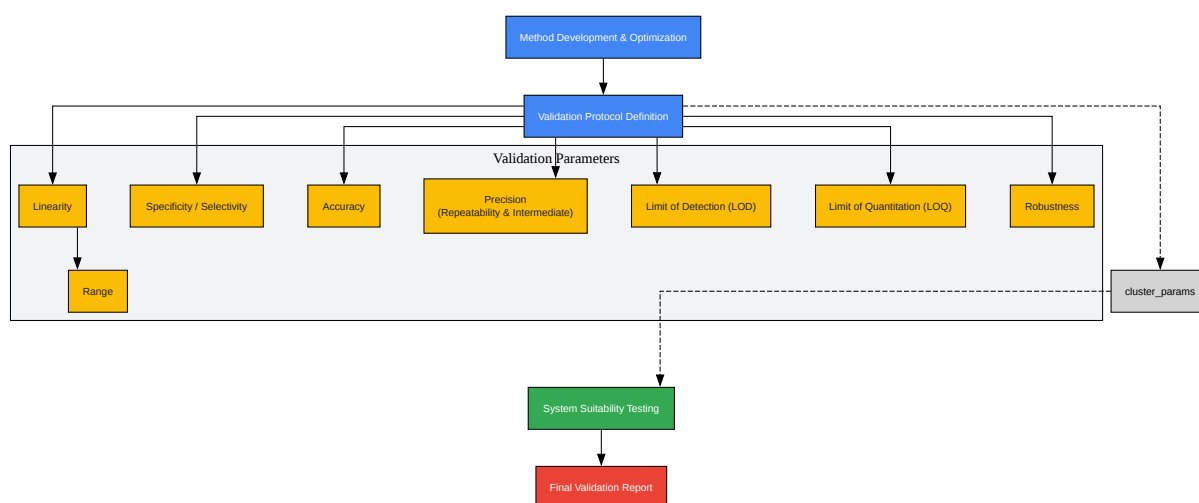 Method Development & Optimization
Validation Protocol Definition
Validation Parameters
Linearity
Specificity / Selectivity
Accuracy
Precision
(Repeatability & Intermediate)
Limit of Detection (LOD)
Limit of Quantitation (LOQ)
Robustness
Range
cluster_params
System Suitability Testing
Final Validation Report